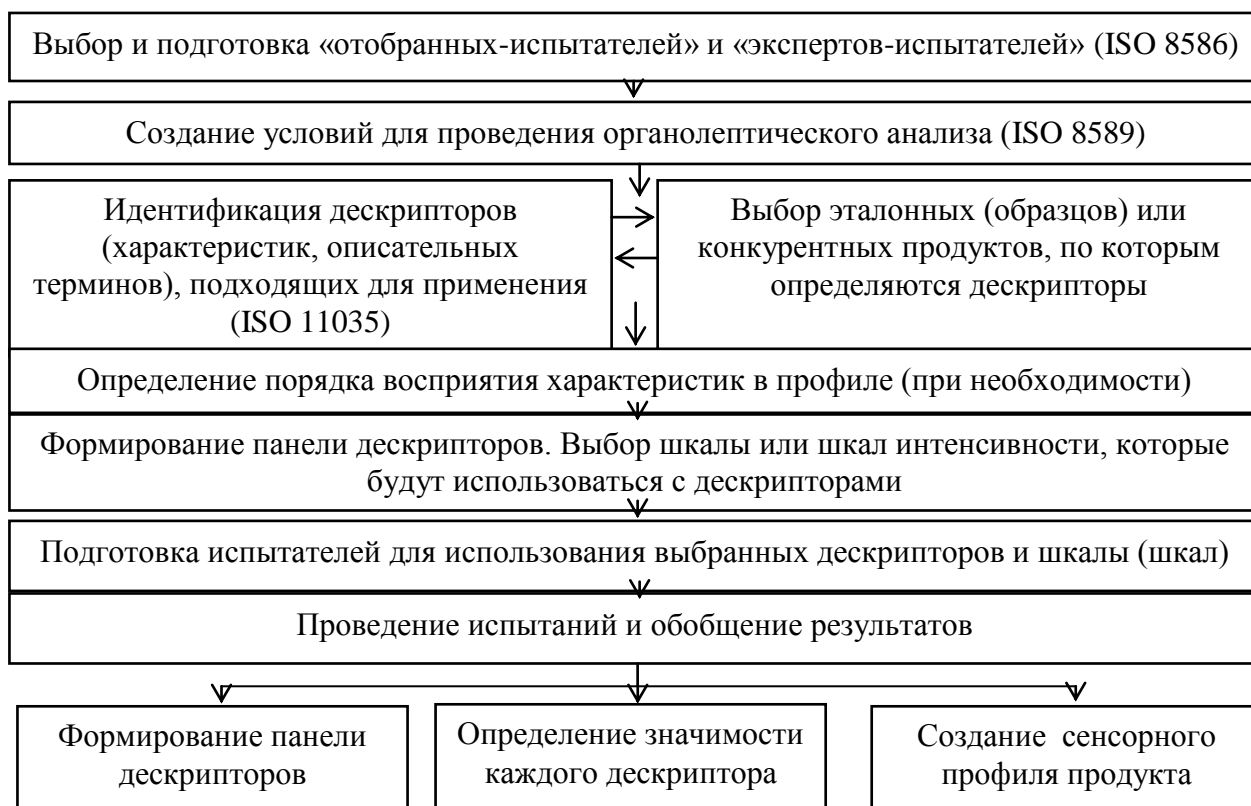 Выбор и подготовка «отобранных-испытателей» и «экспертов-испытателей» (ISO 8586)
Создание условий для проведения органолептического анализа (ISO 8589)
Идентификация дескрипторов
(характеристик, описательных
терминов), подходящих для применения
(ISO 11035)
Выбор эталонных (образцов) или
конкурентных продуктов, по которым
определяются дескрипторы
Определение порядка восприятия характеристик в профиле (при необходимости)
Формирование панели дескрипторов. Выбор шкалы или шкал интенсивности, которые
будут использоваться с дескрипторами
Подготовка испытателей для использования выбранных дескрипторов и шкалы (шкал)
Проведение испытаний и обобщение результатов
Формирование панели
дескрипторов
Определение значимости
каждого дескриптора
Создание сенсорного
профиля продукта